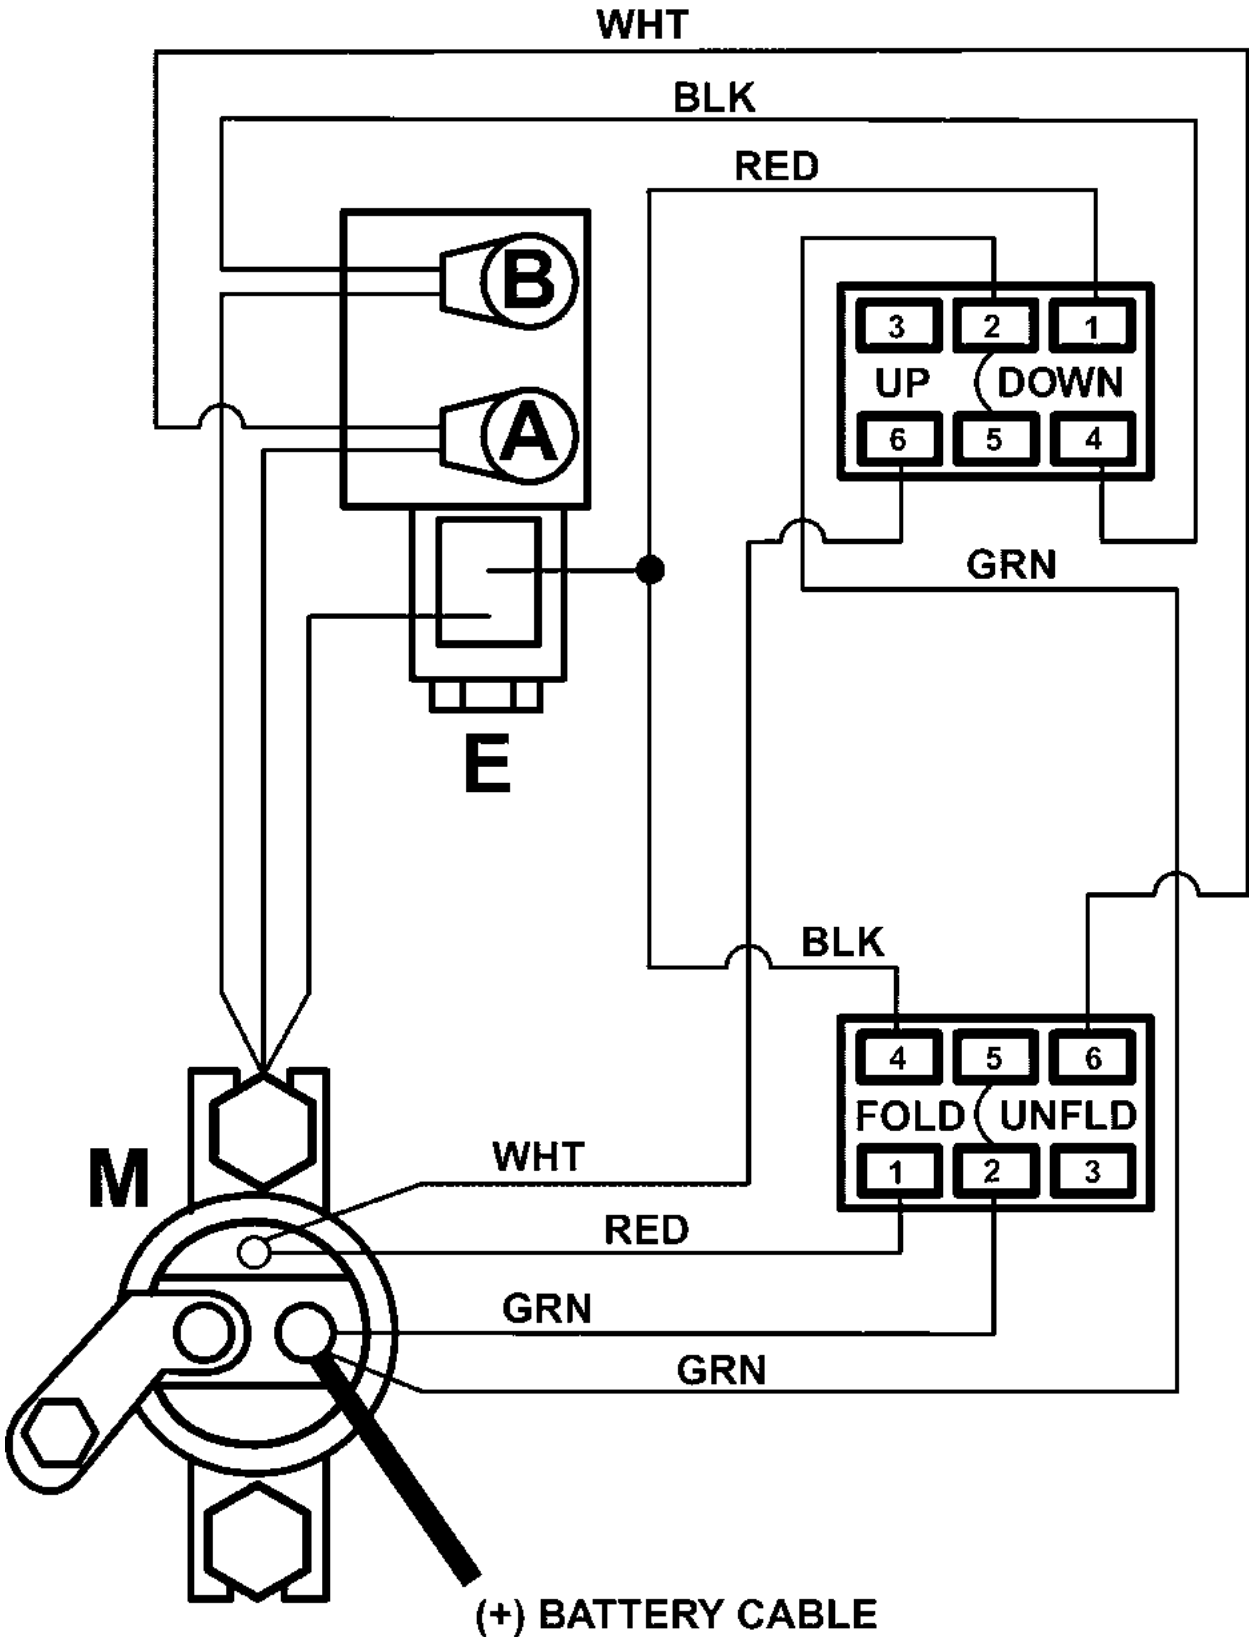 WHT
BLK
RED
B
3 2 1
UP DOWN
A
6 5 4
GRN
E
BLK
4 5 6
FOLD UNFLD
M
WHT
1 2 3
RED
GRN
GRN
(+) BATTERY CABLE